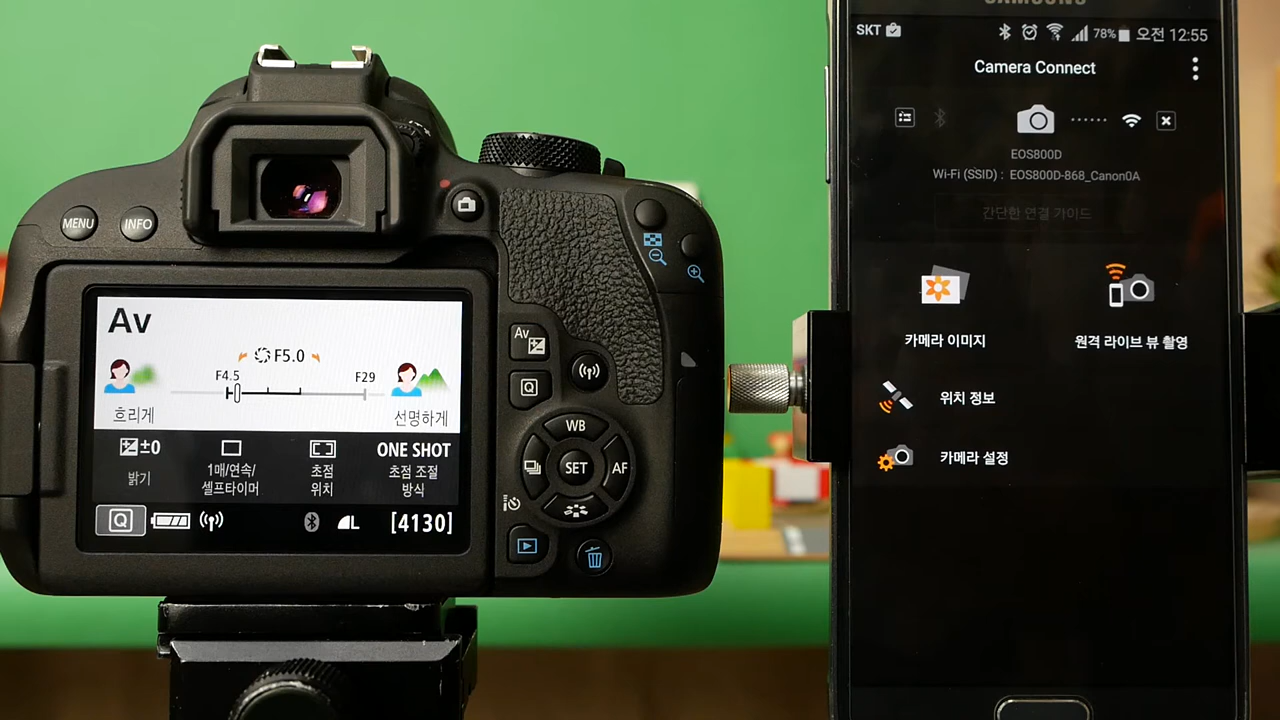 MENU
INFO
Av
F5.0
F4.5
F29
흐리게
선명하게
±0
밝기
1매/연속/
셀프타이머
초점
위치
ONE SHOT
초점 조절
방식
Q
L
[4130]
Av
Q
WB
SET
AF
SAMSUNG
SKT
78%
오전 12:55
Camera Connect
EOS800D
Wi-Fi (SSID) : EOS800D-868_Canon0A
간단한 연결 가이드
카메라 이미지
원격 라이브 뷰 촬영
위치 정보
카메라 설정